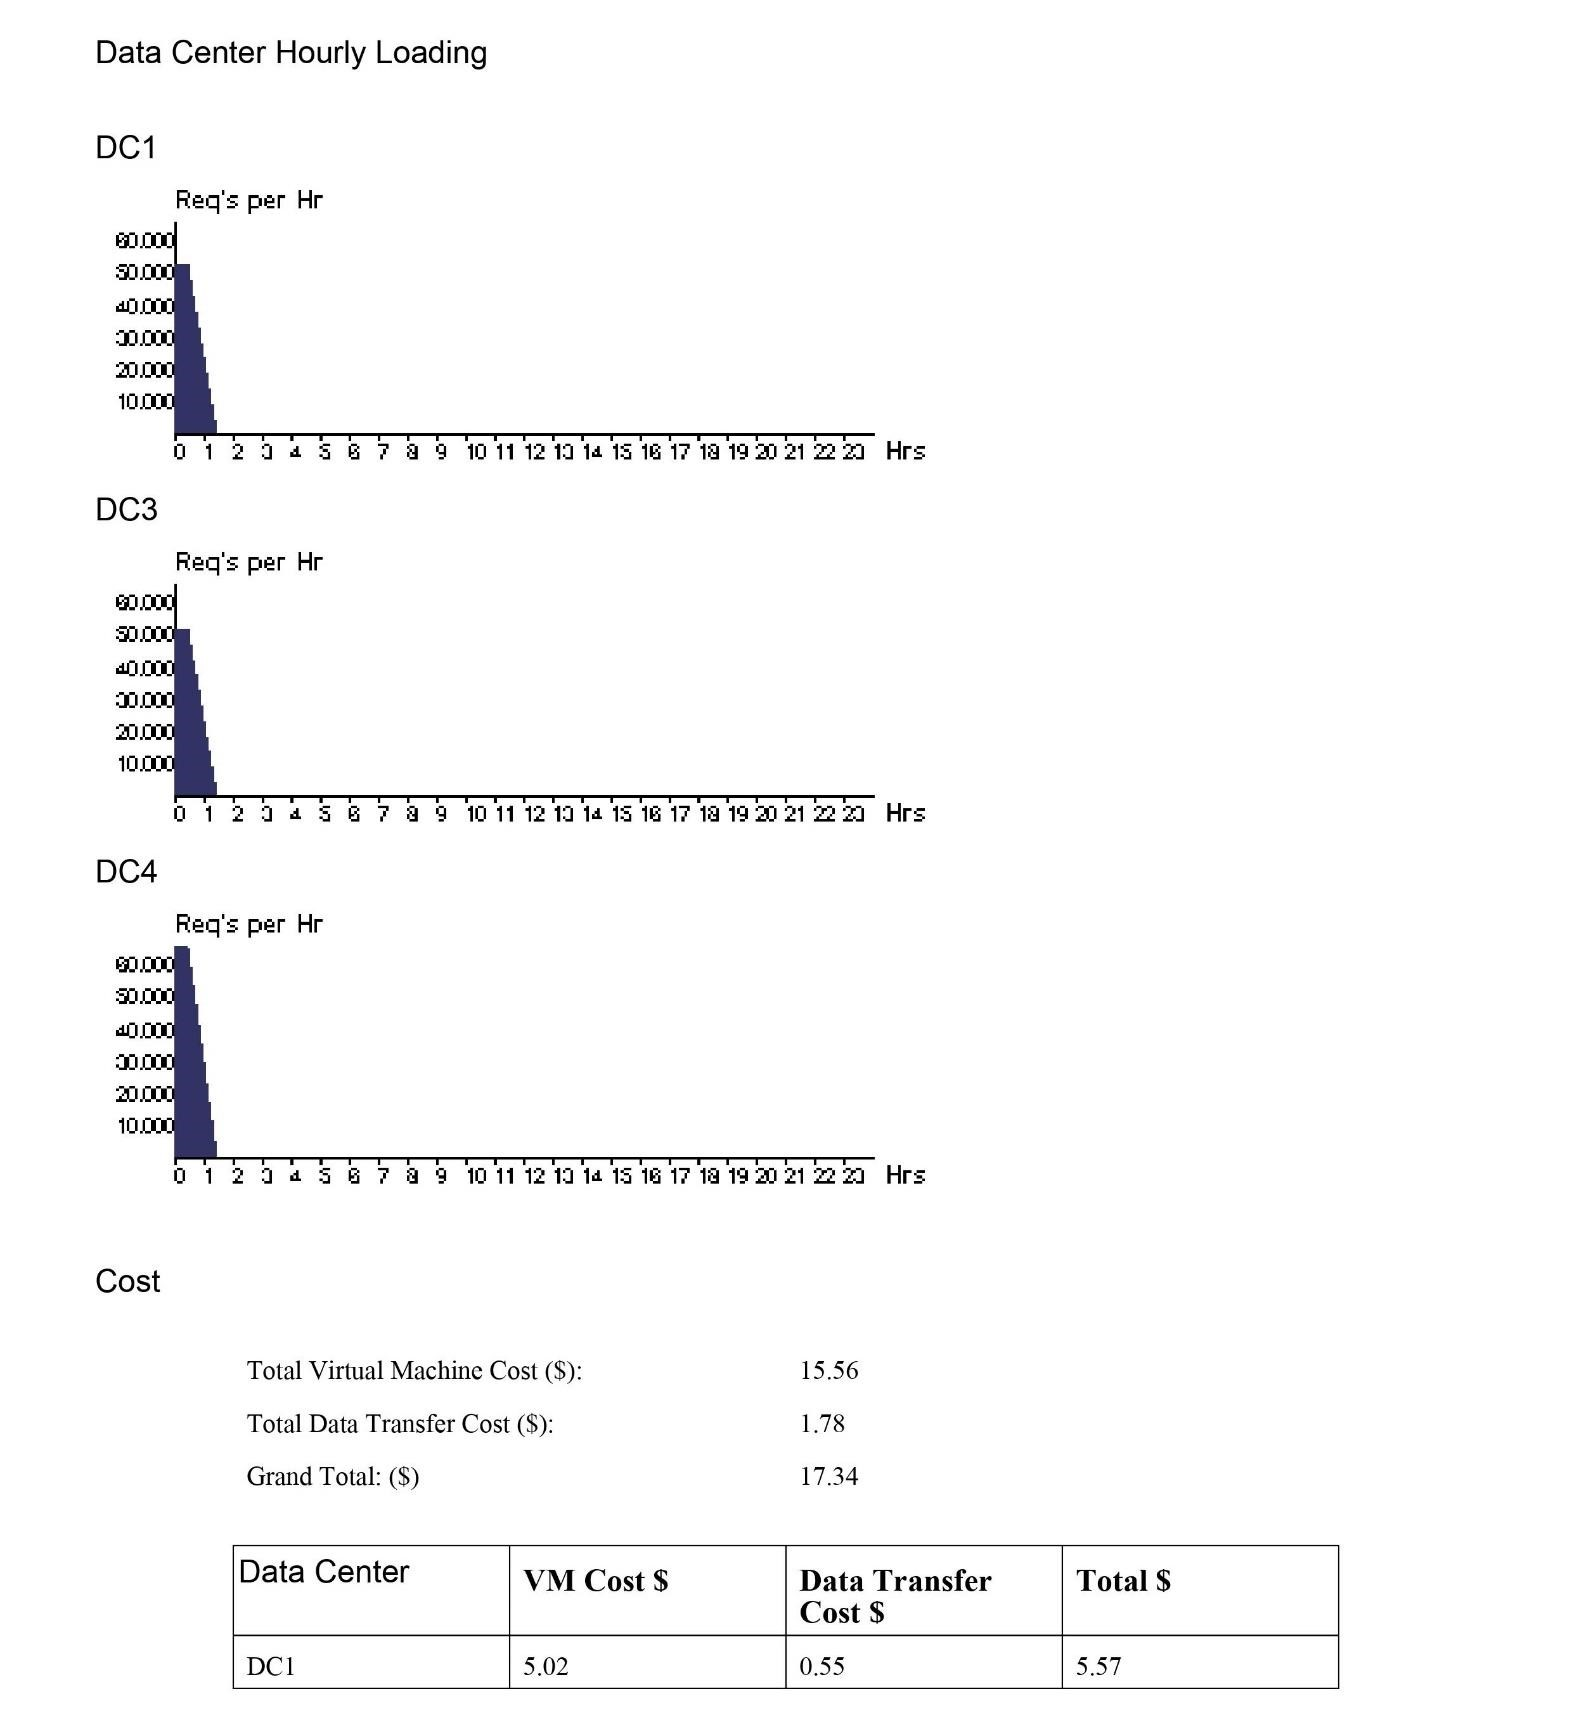 Data Center Hourly Loading
DC1
Req's per Hr
60.000
50.000
40.000
30.000
20.000
10.000
0 1 2 3 4 5 6 7 8 9 10 11 12 13 14 15 16 17 18 19 20 21 22 23 Hrs
DC3
Req's per Hr
60.000
50.000
40.000
30.000
20.000
10.000
0 1 2 3 4 5 6 7 8 9 10 11 12 13 14 15 16 17 18 19 20 21 22 23 Hrs
DC4
Req's per Hr
60.000
50.000
40.000
30.000
20.000
10.000
0 1 2 3 4 5 6 7 8 9 10 11 12 13 14 15 16 17 18 19 20 21 22 23 Hrs
Cost
Total Virtual Machine Cost ($): 15.56
Total Data Transfer Cost ($): 1.78
Grand Total: ($) 17.34
Data Center VM Cost $ Data Transfer Cost $ Total $
DC1 5.02 0.55 5.57